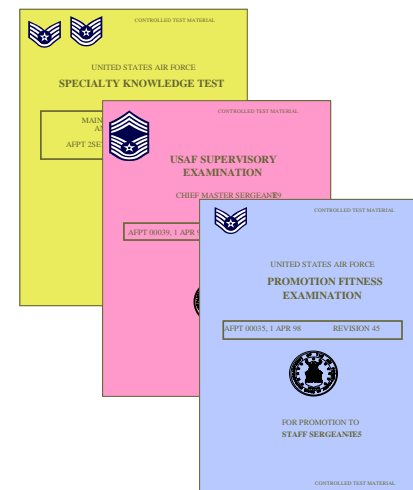 CONTROLLED TEST MATERIAL
UNITED STATES AIR FORCE
SPECIALTY KNOWLEDGE TEST
MAIN
AFPT 2SE
CONTROLLED TEST MATERIAL
USAF SUPERVISORY
EXAMINATION
CHIEF MASTER SERGEANT
AFPT 00039, 1 APR 9
CONTROLLED TEST MATERIAL
UNITED STATES AIR FORCE
PROMOTION FITNESS
EXAMINATION
AFPT 00035, 1 APR 98 REVISION 45
FOR PROMOTION TO
STAFF SERGEANT E5
CONTROLLED TEST MATERIAL